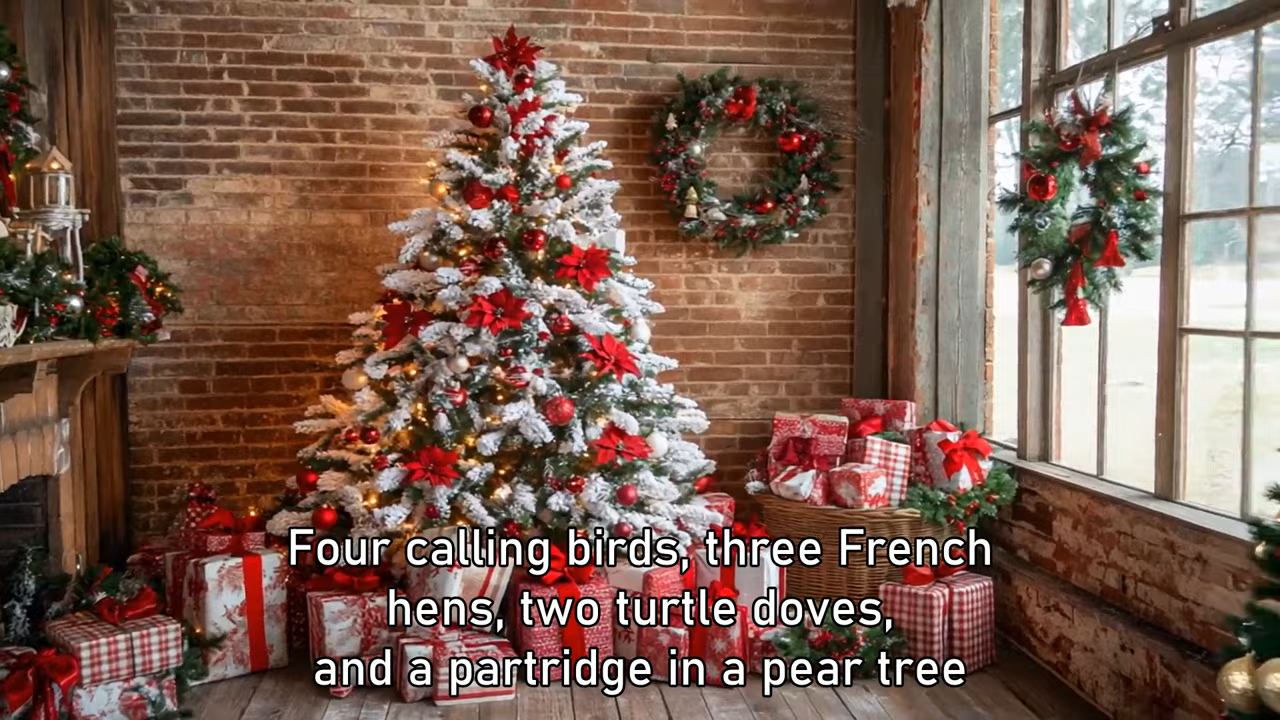 Four calling birds, three French
hens, two turtle doves,
and a partridge in a pear tree